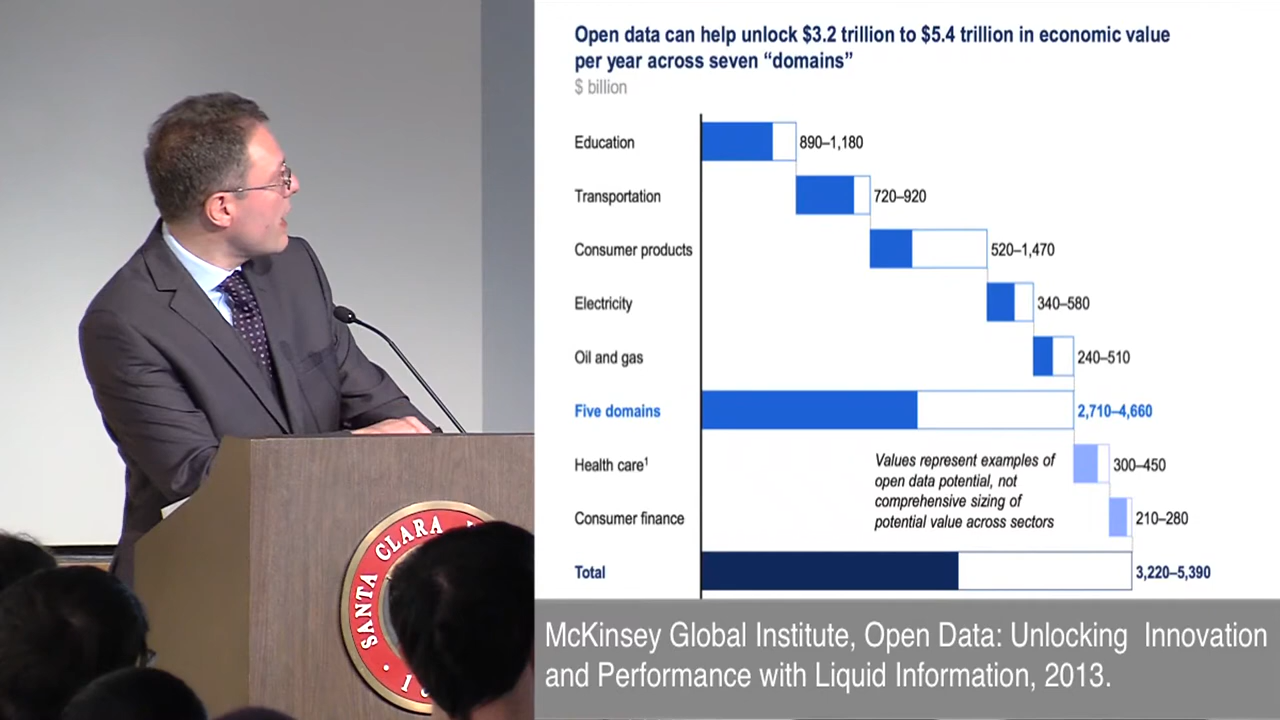 Open data can help unlock $3.2 trillion to $5.4 trillion in economic value
per year across seven “domains”
$ billion
Education 890–1,180
Transportation 720–920
Consumer products 520–1,470
Electricity 340–580
Oil and gas 240–510
Five domains 2,710–4,660
Health care¹ 300–450
Values represent examples of
open data potential, not
comprehensive sizing of
potential value across sectors
Consumer finance 210–280
Total 3,220–5,390
McKinsey Global Institute, Open Data: Unlocking Innovation
and Performance with Liquid Information, 2013.
SANTA CLARA